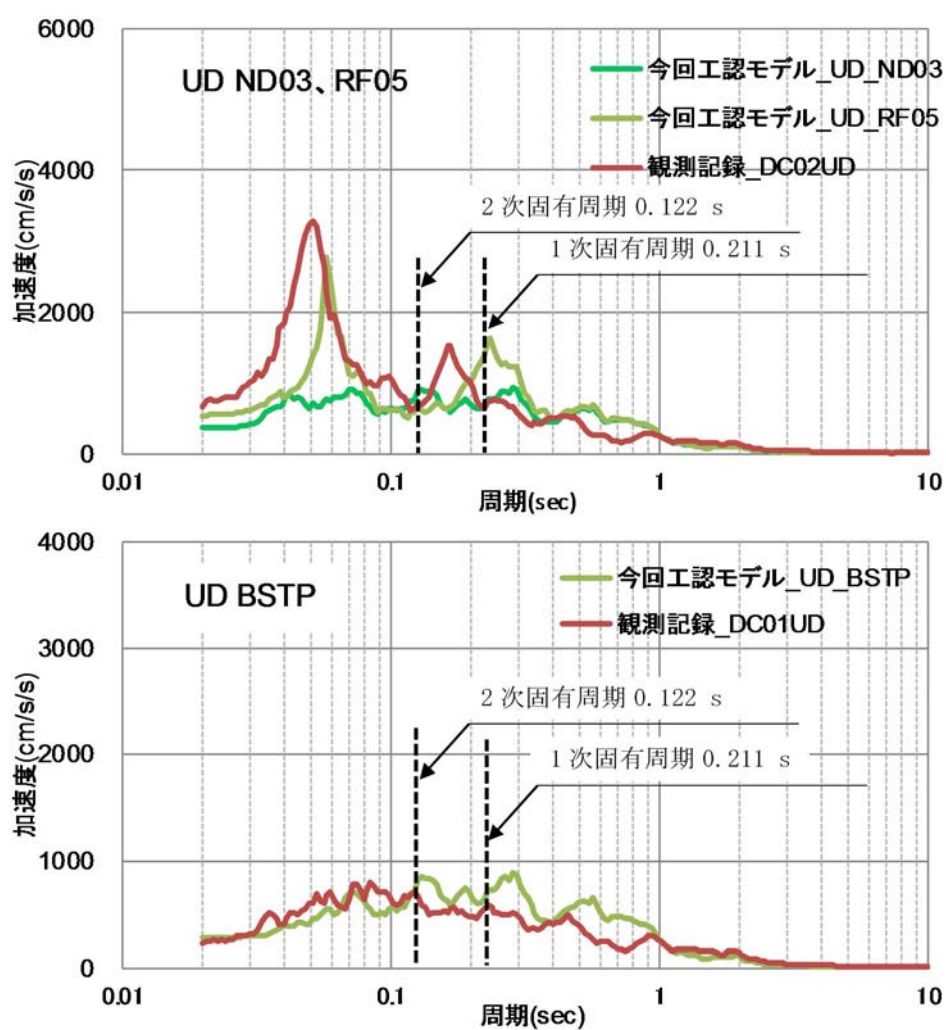 6000
UD ND03、RF05
今回工認モデル_UD_ND03
今回工認モデル_UD_RF05
観測記録_DC02UD
4000
2次固有周期 0.122 s
1次固有周期 0.211 s
加速度(cm/s/s)
2000
0
0.01
0.1
1
10
周期(sec)
4000
UD BSTP
今回工認モデル_UD_BSTP
観測記録_DC01UD
3000
2次固有周期 0.122 s
1次固有周期 0.211 s
加速度(cm/s/s)
2000
1000
0
0.01
0.1
1
10
周期(sec)